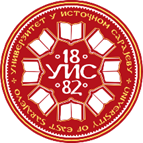 УНИВЕРЗИТЕТ У ИСТОЧНОМ САРАЈЕВУ
UNIVERSITY OF EAST SARAJEVO
18
УИС
82